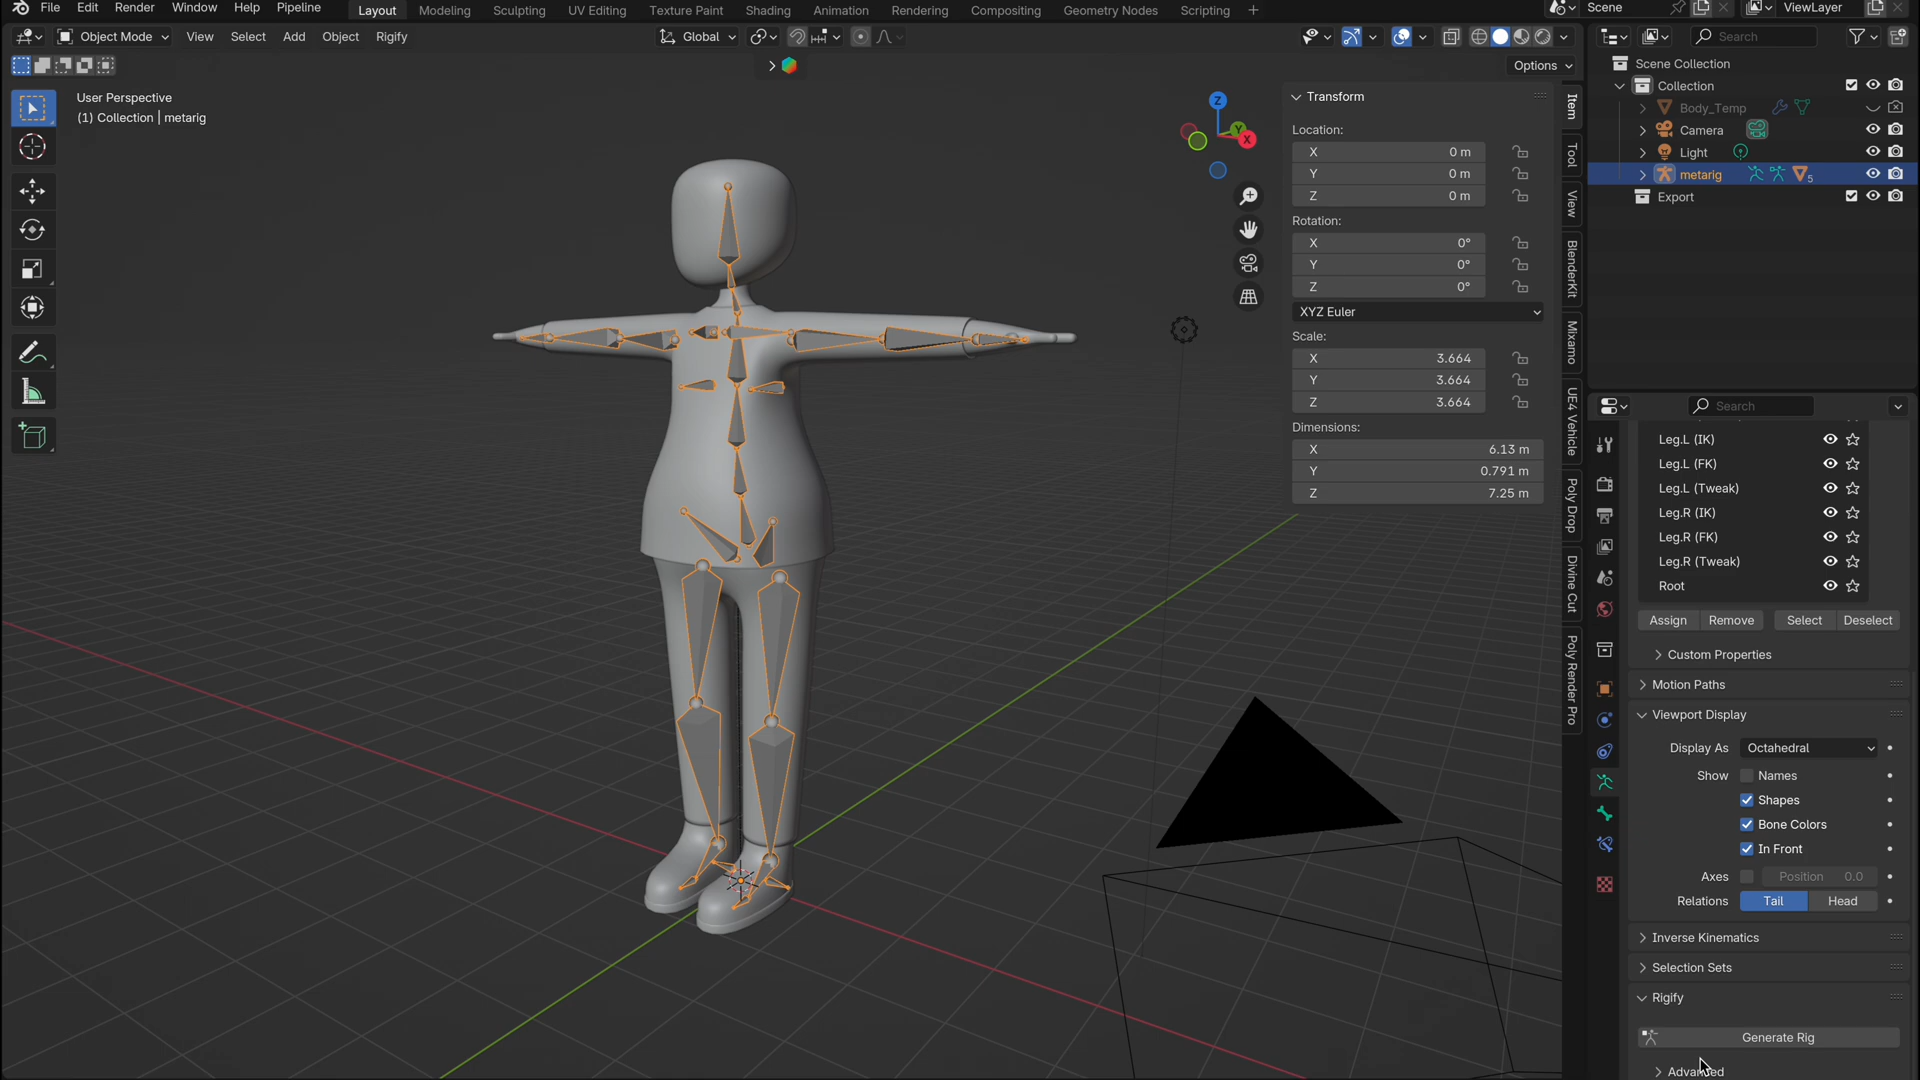 File Edit Render Window Help Pipeline Layout Modeling Sculpting UV Editing Texture Paint Shading Animation Rendering Compositing Geometry Nodes Scripting + Scene ViewLayer
Object Mode View Select Add Object Rigify Global Search
Options
User Perspective
(1) Collection | metarig
Z
Y
X
Transform
Location:
X 0 m
Y 0 m
Z 0 m
Rotation:
X 0°
Y 0°
Z 0°
XYZ Euler
Scale:
X 3.664
Y 3.664
Z 3.664
Dimensions:
X 6.13 m
Y 0.791 m
Z 7.25 m
Item
Tool
View
BlenderKit
Mixamo
UE4 Vehicle
Poly Drop
Divine Cut
Poly Render Pro
Scene Collection
Collection
Body_Temp
Camera
Light
metarig 5
Export
Search
Leg.L (IK)
Leg.L (FK)
Leg.L (Tweak)
Leg.R (IK)
Leg.R (FK)
Leg.R (Tweak)
Root
Assign Remove Select Deselect
Custom Properties
Motion Paths
Viewport Display
Display As Octahedral
Show Names
Shapes
Bone Colors
In Front
Axes Position 0.0
Relations Tail Head
Inverse Kinematics
Selection Sets
Rigify
Generate Rig
Advanced